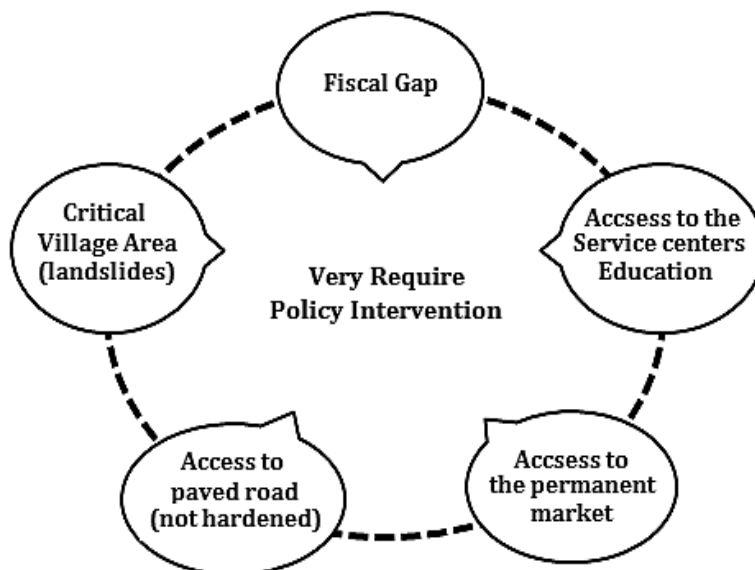 Fiscal Gap
Critical
Village Area
(landslides)
Accsess to the
Service centers
Education
Very Require
Policy Intervention
Access to
paved road
(not hardened)
Accsess to
the permanent
market